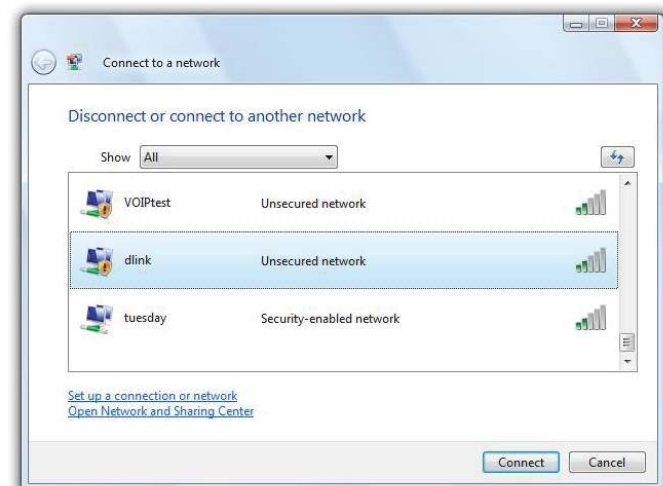 Connect to a network
Disconnect or connect to another network
Show All
VOIPtest Unsecured network
dlink Unsecured network
tuesday Security-enabled network
Set up a connection or network
Open Network and Sharing Center
Connect Cancel